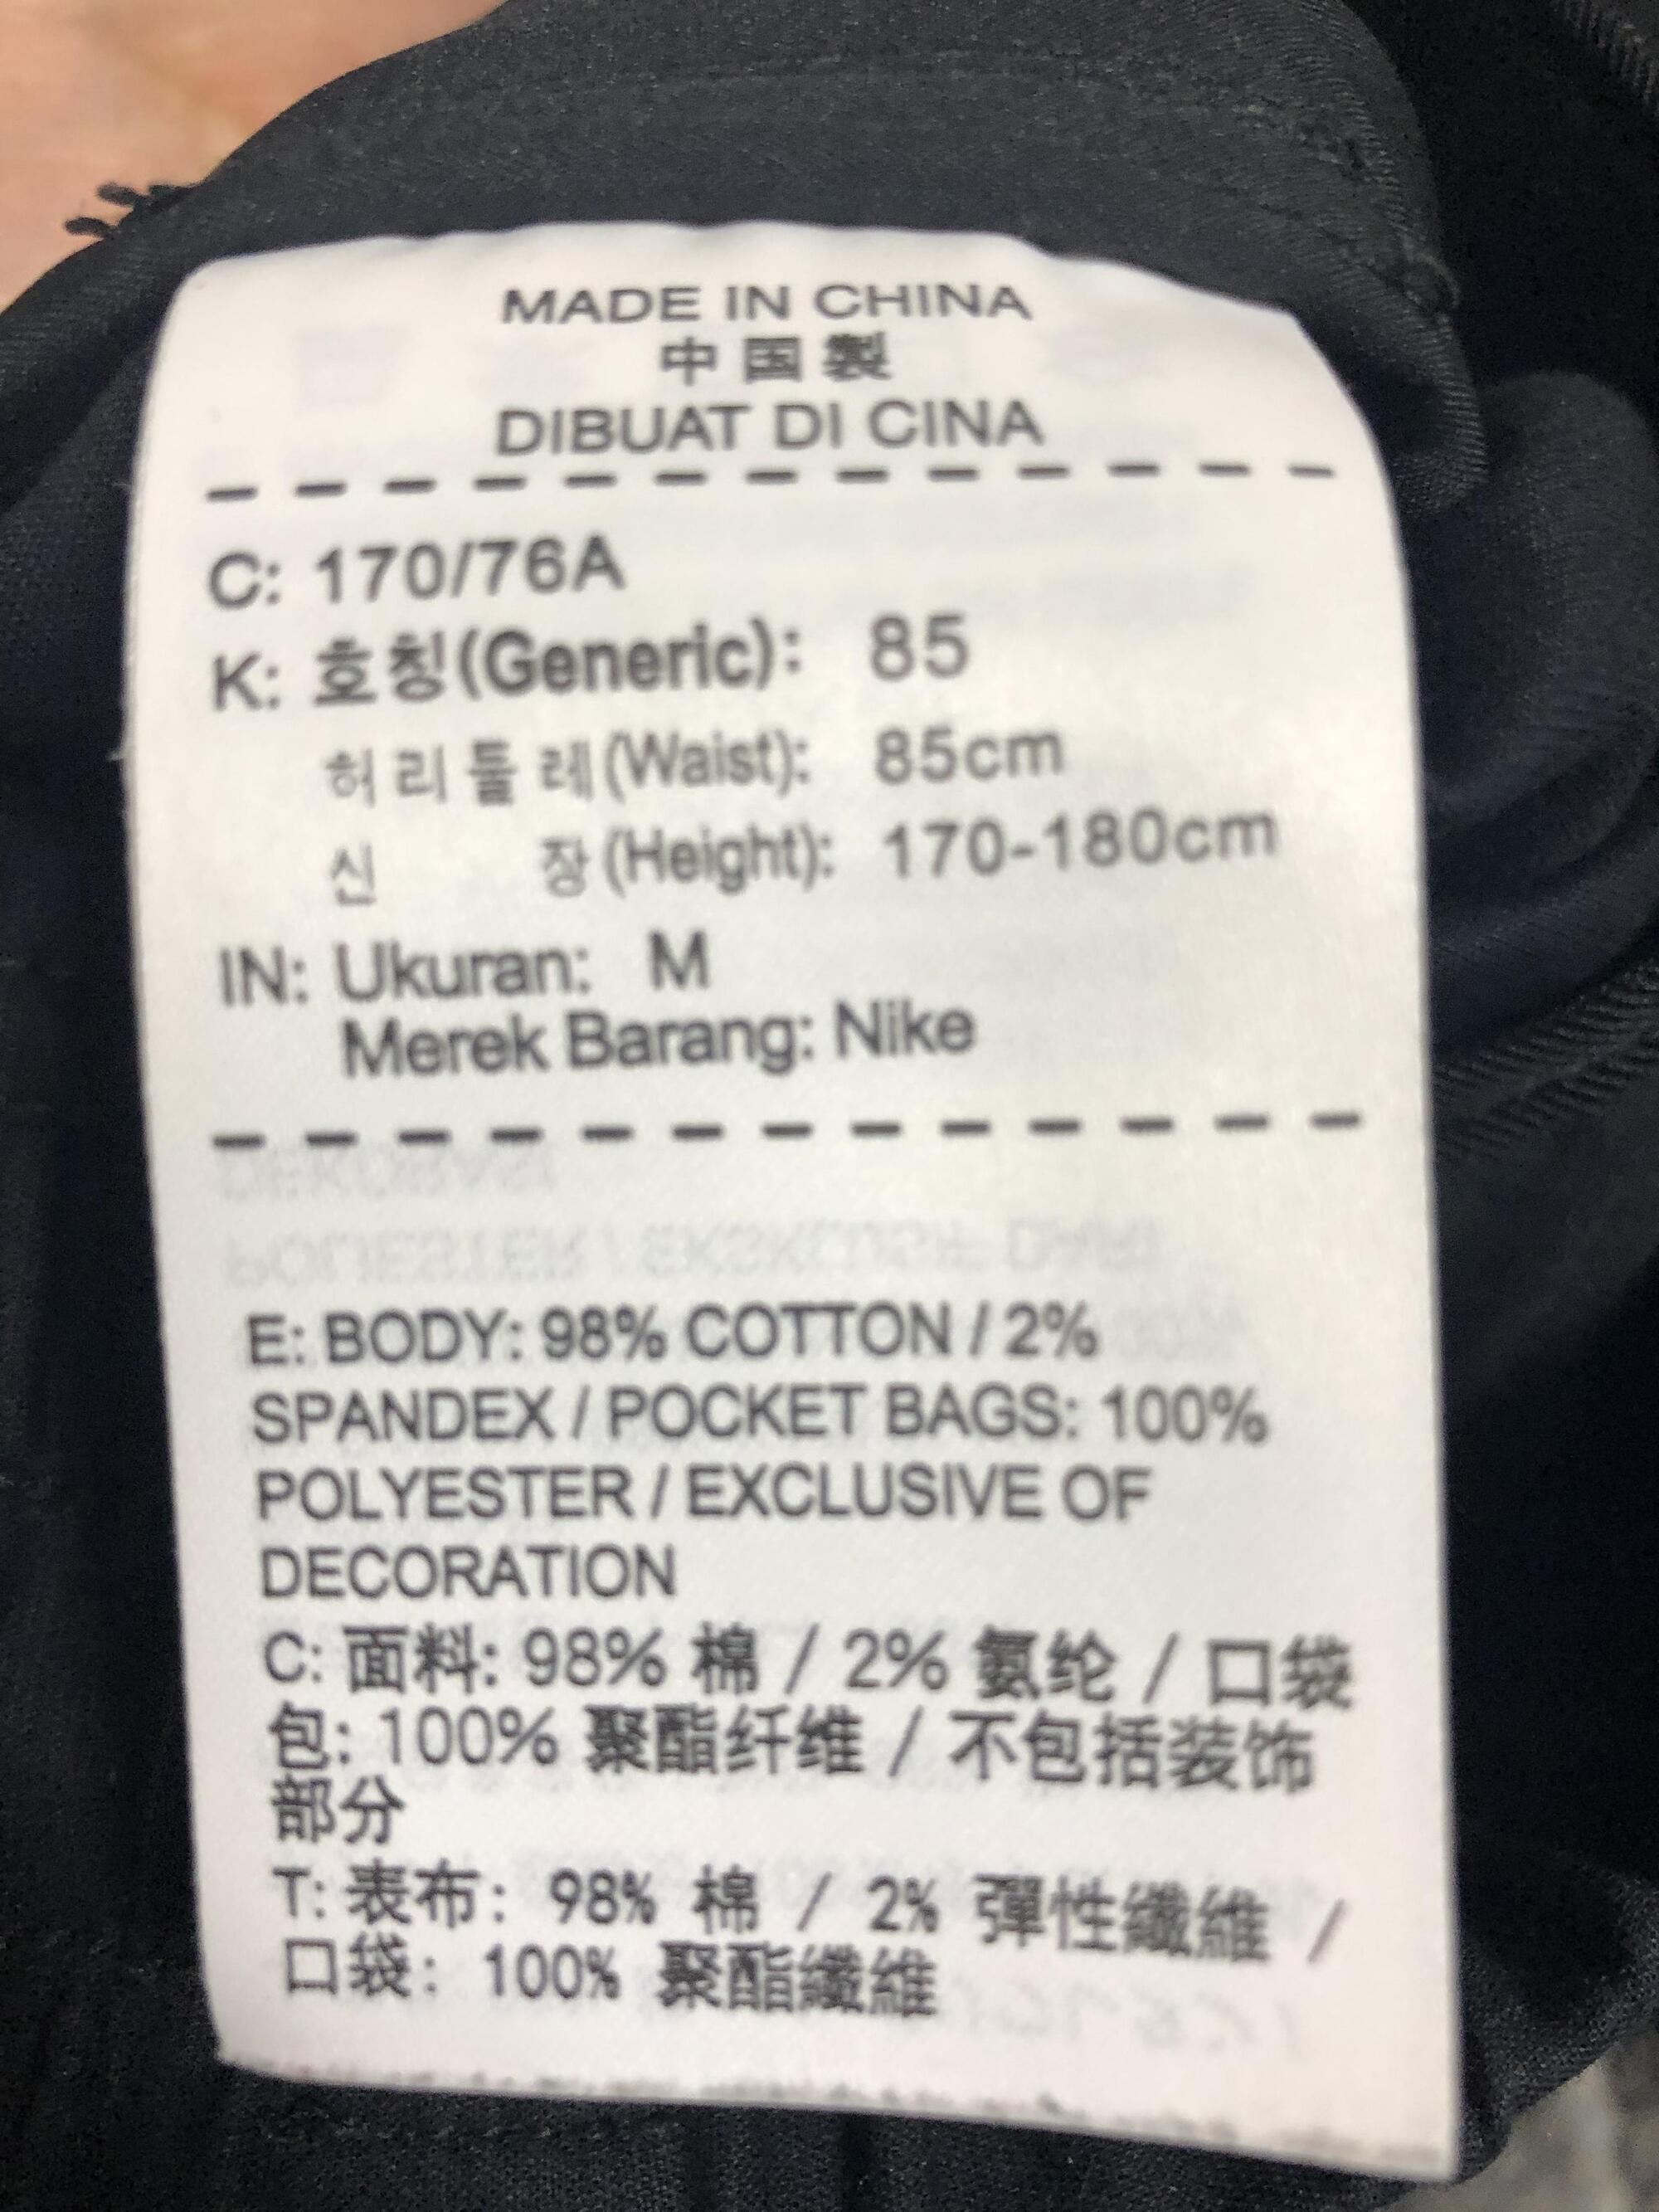 MADE IN CHINA
中国製
DIBUAT DI CINA
C: 170/76A
K: 호칭(Generic): 85
허리둘레(Waist): 85cm
신 장(Height): 170-180cm
IN: Ukuran: M
Merek Barang: Nike
E: BODY: 98% COTTON / 2%
SPANDEX / POCKET BAGS: 100%
POLYESTER / EXCLUSIVE OF
DECORATION
C: 面料: 98% 棉 / 2% 氨纶 / 口袋
包: 100% 聚酯纤维 / 不包括装饰
部分
T: 表布: 98% 棉 / 2% 彈性纖維 /
口袋: 100% 聚酯纖維